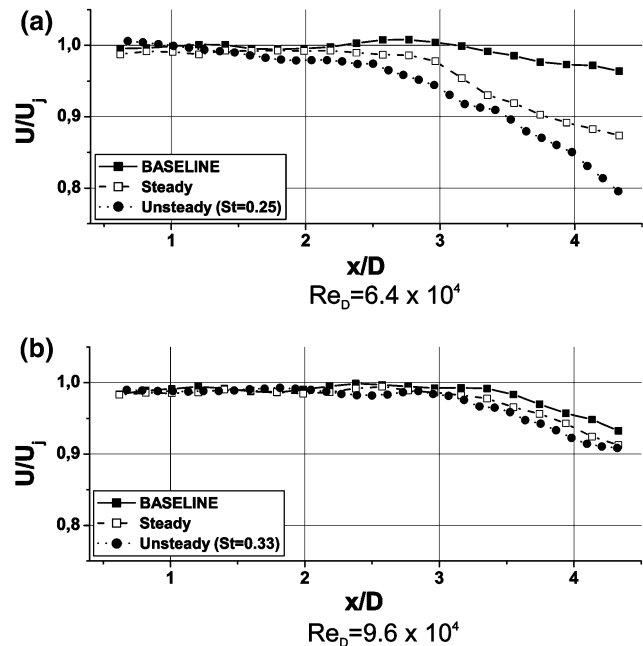 (a)
1,0
0,9
0,8
U/Uj
BASELINE
Steady
Unsteady (St=0.25)
1 2 3 4
x/D
ReD=6.4 x 10⁴
(b)
1,0
0,9
0,8
U/Uj
BASELINE
Steady
Unsteady (St=0.33)
1 2 3 4
x/D
ReD=9.6 x 10⁴